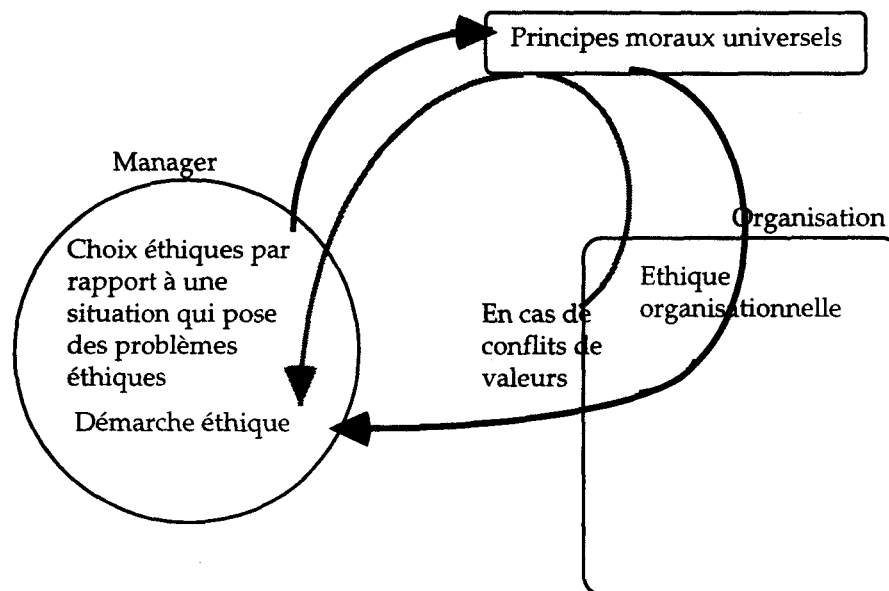 Principes moraux universels
Manager
Organisation
Choix éthiques par
rapport à une
situation qui pose
des problèmes
éthiques
Démarche éthique
En cas de
conflits de
valeurs
Ethique
organisationnelle